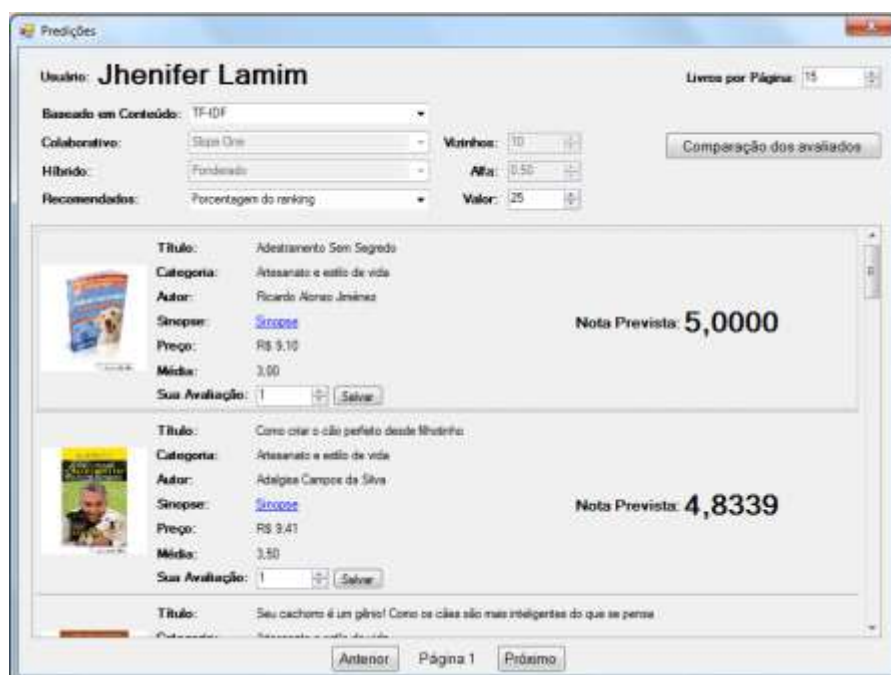 Predições
Usuário: Jhenifer Lamim
Livros por Página: 15
Baseado em Conteúdo: TF-IDF
Colaborativo: Slope One Vizinhos: 10
Comparação dos avaliados
Híbrido: Ponderado Alfa: 0,50
Recomendados: Porcentagem do ranking Valor: 25
Título: Adestramento Sem Segredo
Categoria: Artesanato e estilo de vida
Autor: Ricardo Alonso Jiménez
Sinopse: Sinopse
Nota Prevista: 5,0000
Preço: R$ 9,10
Média: 3,00
Sua Avaliação: 1 Salvar
Título: Como criar o cão perfeito desde filhotinho
Categoria: Artesanato e estilo de vida
Autor: Adalgisa Campos da Silva
Sinopse: Sinopse
Nota Prevista: 4,8339
Preço: R$ 9,41
Média: 3,50
Sua Avaliação: 1 Salvar
Título: Seu cachorro é um gênio! Como os cães são mais inteligentes do que se pensa
Categoria: Artesanato e estilo de vida
Anterior Página 1 Próximo